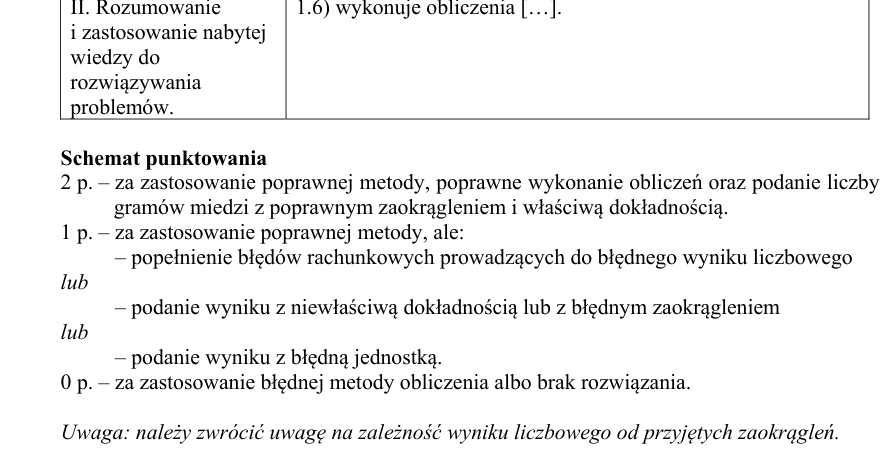 II. Rozumowanie
i zastosowanie nabytej
wiedzy do
rozwiązywania
problemów.
1.6) wykonuje obliczenia […].
Schemat punktowania
2 p. – za zastosowanie poprawnej metody, poprawne wykonanie obliczeń oraz podanie liczby
gramów miedzi z poprawnym zaokrągleniem i właściwą dokładnością.
1 p. – za zastosowanie poprawnej metody, ale:
– popełnienie błędów rachunkowych prowadzących do błędnego wyniku liczbowego
lub
– podanie wyniku z niewłaściwą dokładnością lub z błędnym zaokrągleniem
lub
– podanie wyniku z błędną jednostką.
0 p. – za zastosowanie błędnej metody obliczenia albo brak rozwiązania.
Uwaga: należy zwrócić uwagę na zależność wyniku liczbowego od przyjętych zaokrągleń.